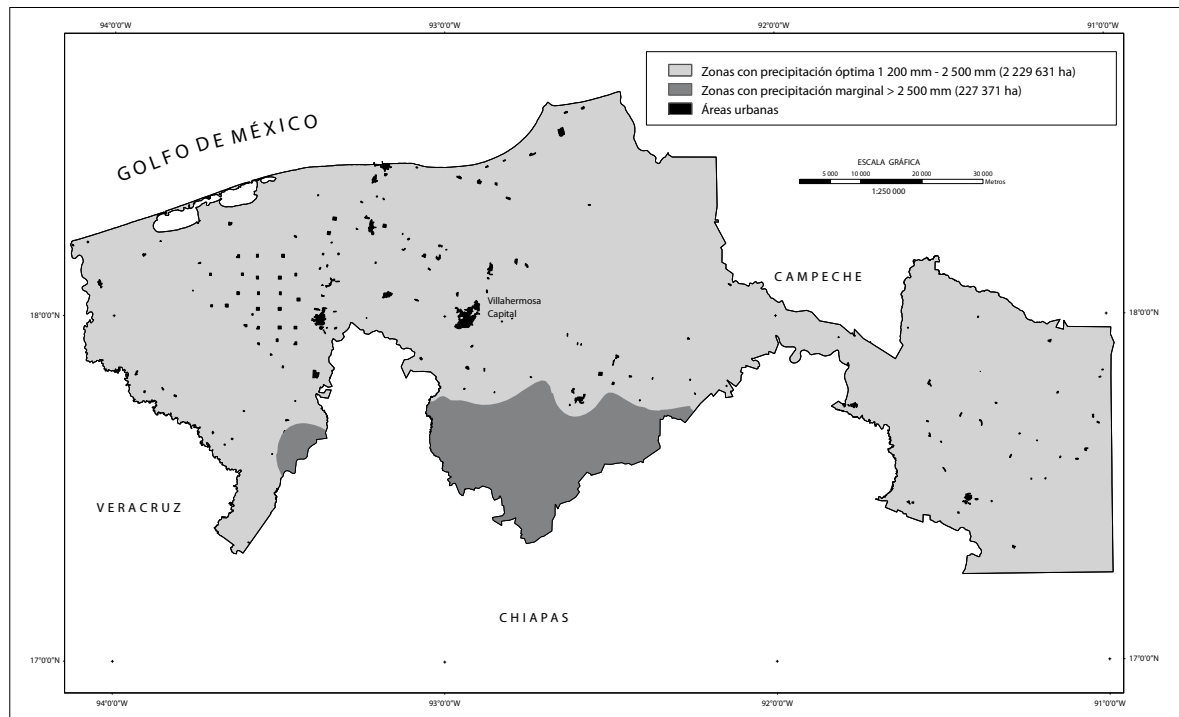 94°0'0"W 93°0'0"W 92°0'0"W 91°0'0"W
Zonas con precipitación óptima 1 200 mm - 2 500 mm (2 229 631 ha)
Zonas con precipitación marginal > 2 500 mm (227 371 ha)
Áreas urbanas
GOLFO DE MÉXICO
ESCALA GRÁFICA
5 000 10 000 20 000 30 000
Metros
1:250 000
CAMPECHE
Villahermosa
Capital
18°0'0"N 18°0'0"N
VERACRUZ
CHIAPAS
17°0'0"N 17°0'0"N
94°0'0"W 93°0'0"W 92°0'0"W 91°0'0"W